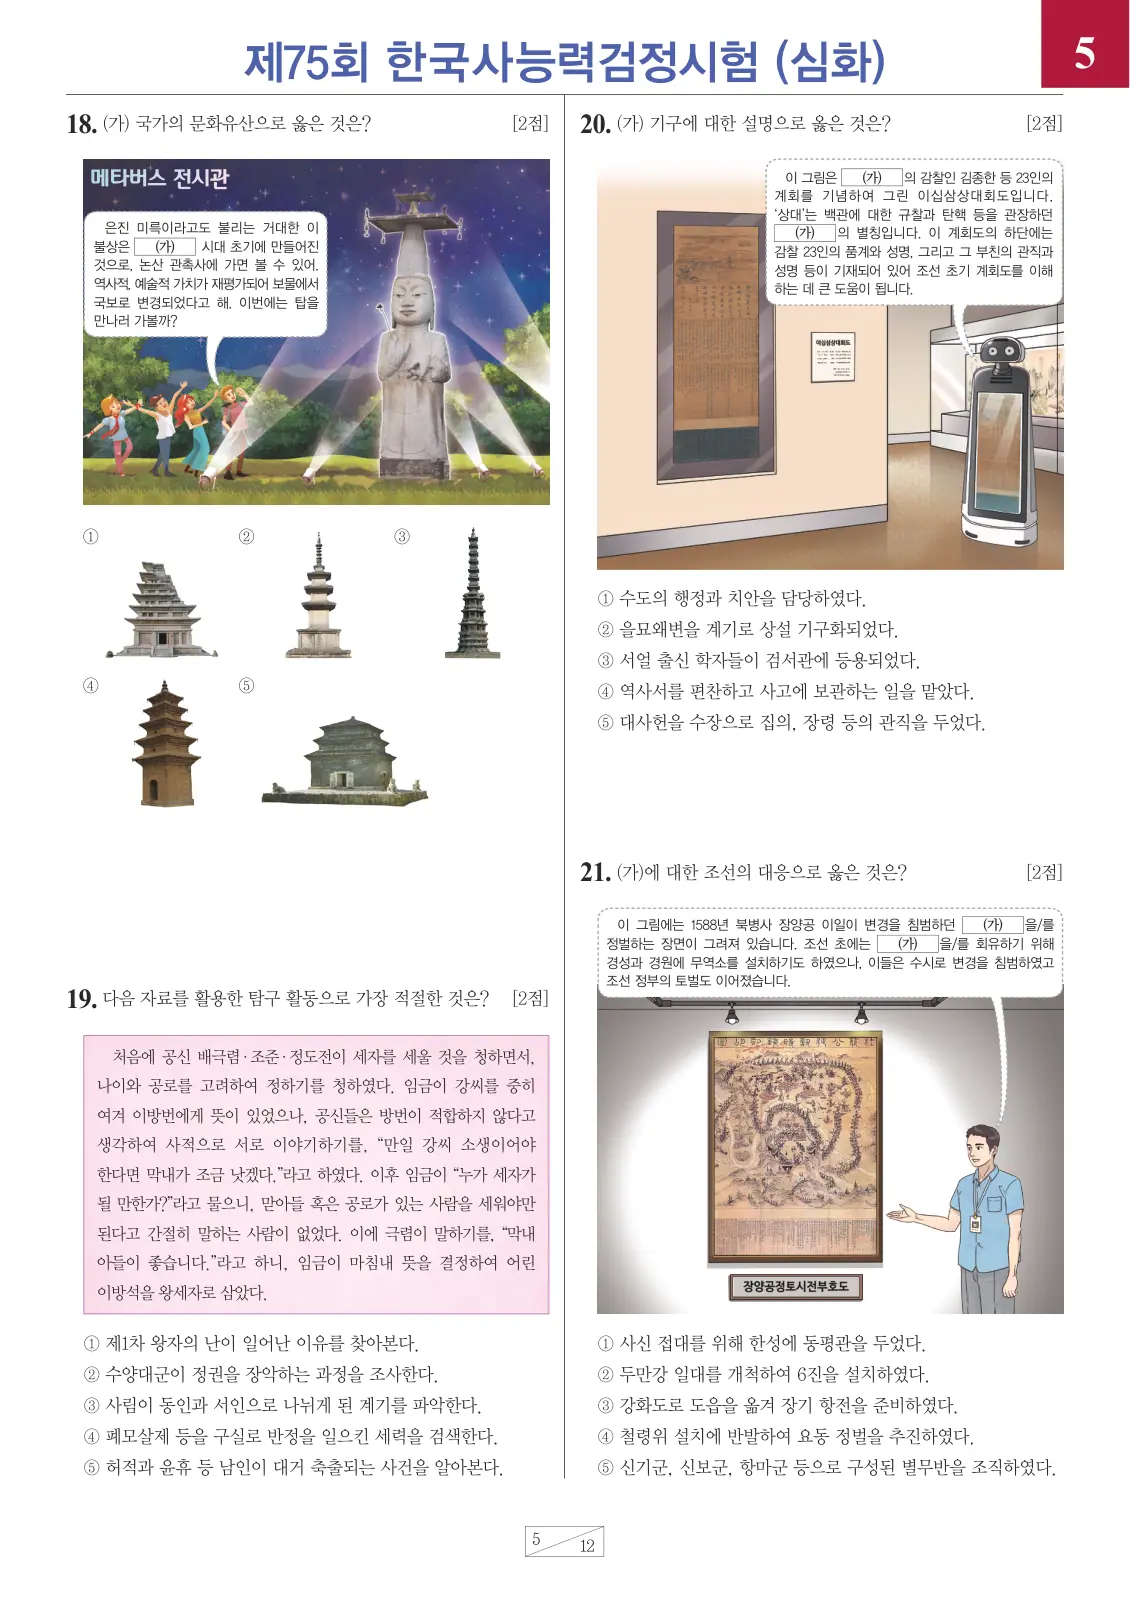 제75회 한국사능력검정시험 (심화)
5
18. (가) 국가의 문화유산으로 옳은 것은? [2점]
메타버스 전시관
은진 미륵이라고도 불리는 거대한 이
불상은 (가) 시대 초기에 만들어진
것으로, 논산 관촉사에 가면 볼 수 있어.
역사적, 예술적 가치가 재평가되어 보물에서
국보로 변경되었다고 해. 이번에는 탑을
만나러 가볼까?
①
②
③
④
⑤
19. 다음 자료를 활용한 탐구 활동으로 가장 적절한 것은? [2점]
처음에 공신 배극렴·조준·정도전이 세자를 세울 것을 청하면서,
나이와 공로를 고려하여 정하기를 청하였다. 임금이 강씨를 중히
여겨 이방번에게 뜻이 있었으나, 공신들은 방번이 적합하지 않다고
생각하여 사적으로 서로 이야기하기를, “만일 강씨 소생이어야
한다면 막내가 조금 낫겠다.”라고 하였다. 이후 임금이 “누가 세자가
될 만한가?”라고 물으니, 맏아들 혹은 공로가 있는 사람을 세워야만
된다고 간절히 말하는 사람이 없었다. 이에 극렴이 말하기를, “막내
아들이 좋습니다.”라고 하니, 임금이 마침내 뜻을 결정하여 어린
이방석을 왕세자로 삼았다.
① 제1차 왕자의 난이 일어난 이유를 찾아본다.
② 수양대군이 정권을 장악하는 과정을 조사한다.
③ 사림이 동인과 서인으로 나뉘게 된 계기를 파악한다.
④ 폐모살제 등을 구실로 반정을 일으킨 세력을 검색한다.
⑤ 허적과 윤휴 등 남인이 대거 축출되는 사건을 알아본다.
20. (가) 기구에 대한 설명으로 옳은 것은? [2점]
이 그림은 (가) 의 감찰인 김종한 등 23인의
계회를 기념하여 그린 이십삼상대회도입니다.
‘상대’는 백관에 대한 규찰과 탄핵 등을 관장하던
(가) 의 별칭입니다. 이 계회도의 하단에는
감찰 23인의 품계와 성명, 그리고 그 부친의 관직과
성명 등이 기재되어 있어 조선 초기 계회도를 이해
하는 데 큰 도움이 됩니다.
이십삼상대회도
① 수도의 행정과 치안을 담당하였다.
② 을묘왜변을 계기로 상설 기구화되었다.
③ 서얼 출신 학자들이 검서관에 등용되었다.
④ 역사서를 편찬하고 사고에 보관하는 일을 맡았다.
⑤ 대사헌을 수장으로 집의, 장령 등의 관직을 두었다.
21. (가)에 대한 조선의 대응으로 옳은 것은? [2점]
이 그림에는 1588년 북병사 장양공 이일이 변경을 침범하던 (가) 을/를
정벌하는 장면이 그려져 있습니다. 조선 초에는 (가) 을/를 회유하기 위해
경성과 경원에 무역소를 설치하기도 하였으나, 이들은 수시로 변경을 침범하였고
조선 정부의 토벌도 이어졌습니다.
장양공정토시전부호도
① 사신 접대를 위해 한성에 동평관을 두었다.
② 두만강 일대를 개척하여 6진을 설치하였다.
③ 강화도로 도읍을 옮겨 장기 항전을 준비하였다.
④ 철령위 설치에 반발하여 요동 정벌을 추진하였다.
⑤ 신기군, 신보군, 항마군 등으로 구성된 별무반을 조직하였다.
5
12